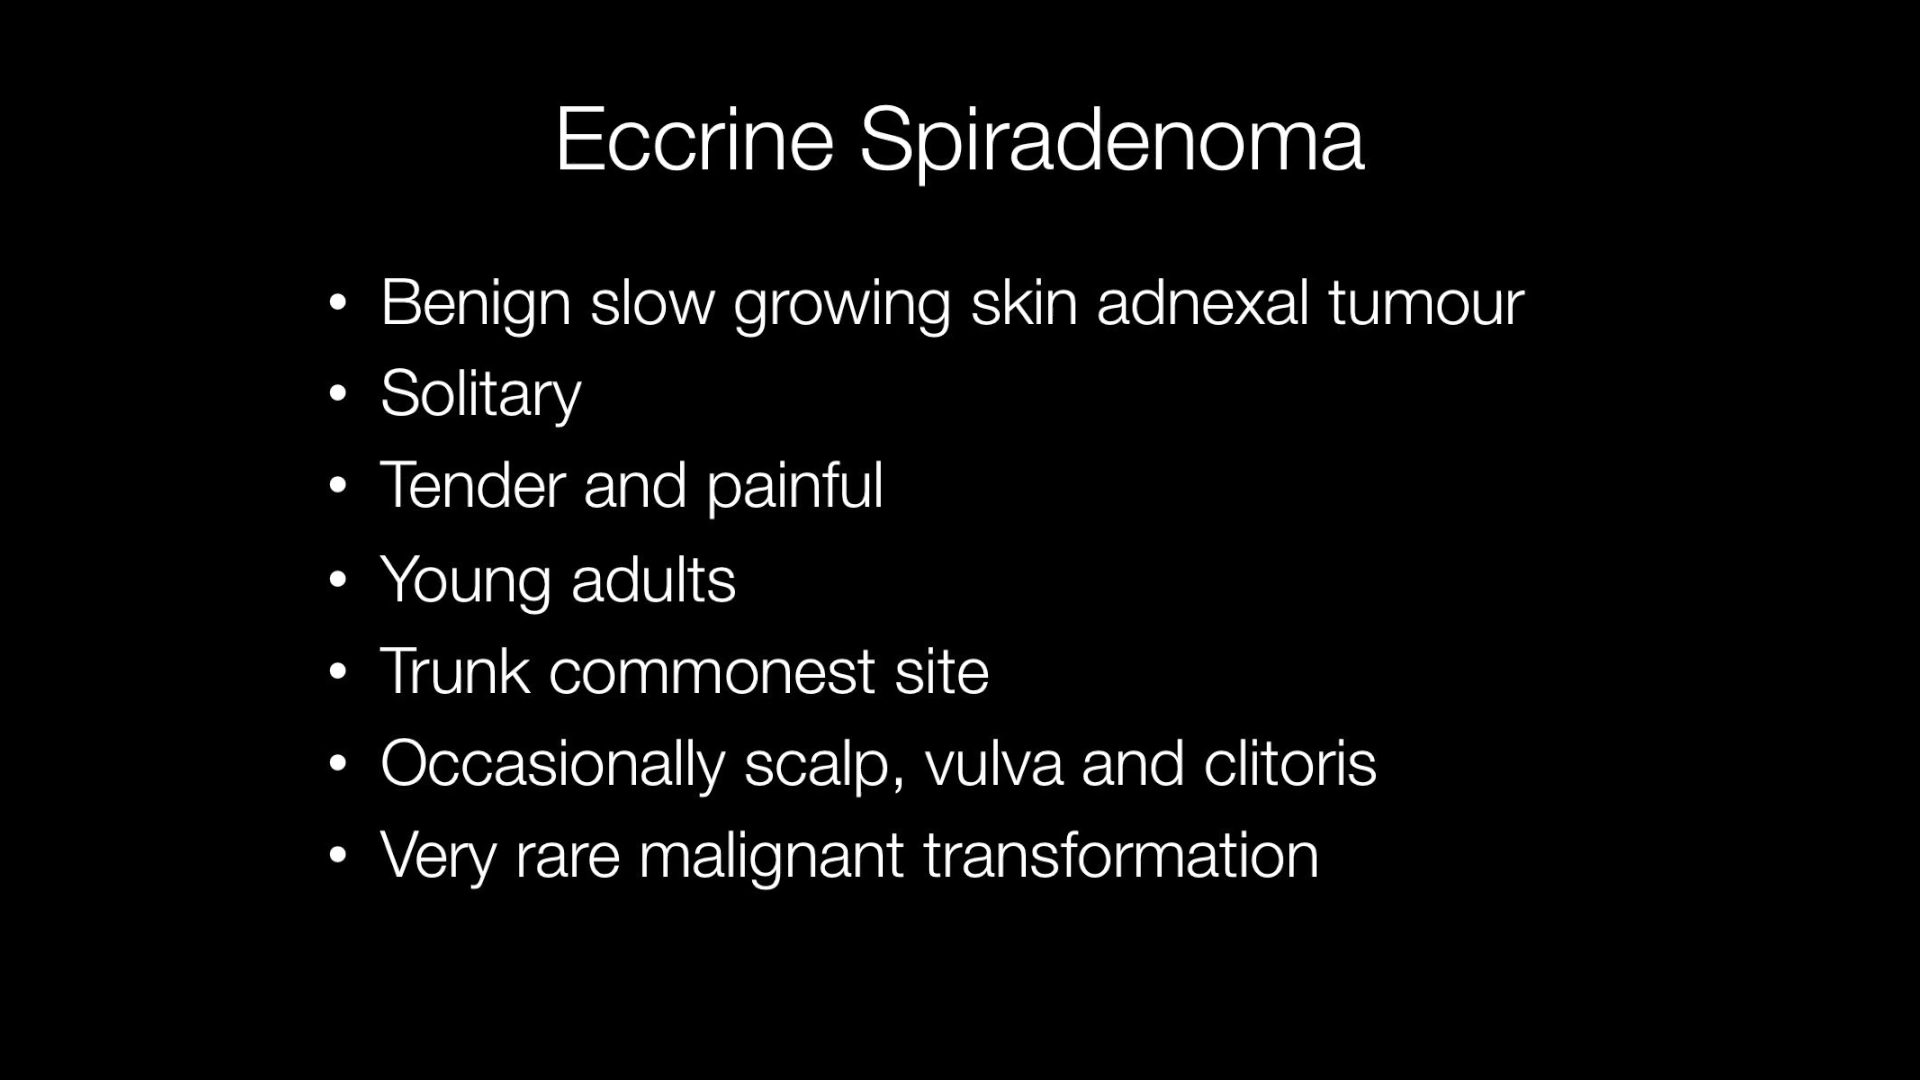 Eccrine Spiradenoma
• Benign slow growing skin adnexal tumour
• Solitary
• Tender and painful
• Young adults
• Trunk commonest site
• Occasionally scalp, vulva and clitoris
• Very rare malignant transformation